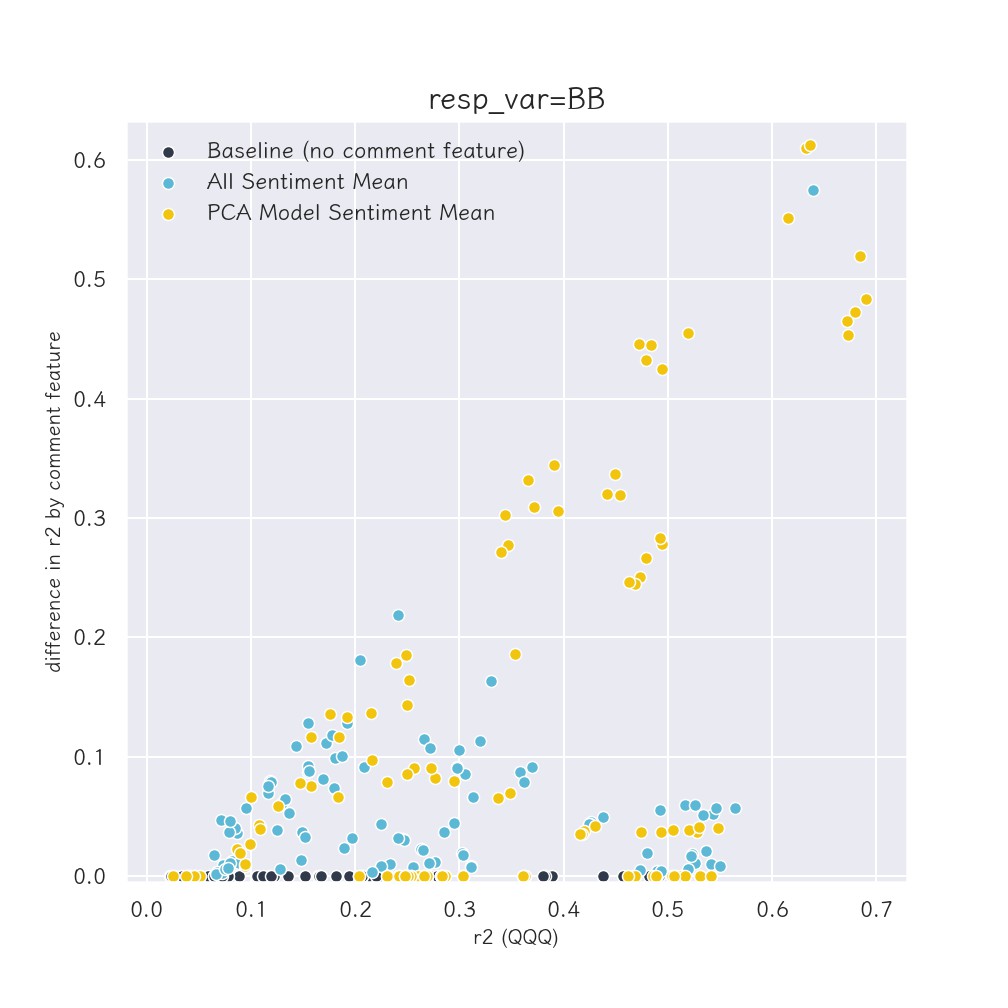 resp_var=BB
Baseline (no comment feature)
All Sentiment Mean
PCA Model Sentiment Mean
difference in r2 by comment feature
0.6
0.5
0.4
0.3
0.2
0.1
0.0
0.0 0.1 0.2 0.3 0.4 0.5 0.6 0.7
r2 (QQQ)